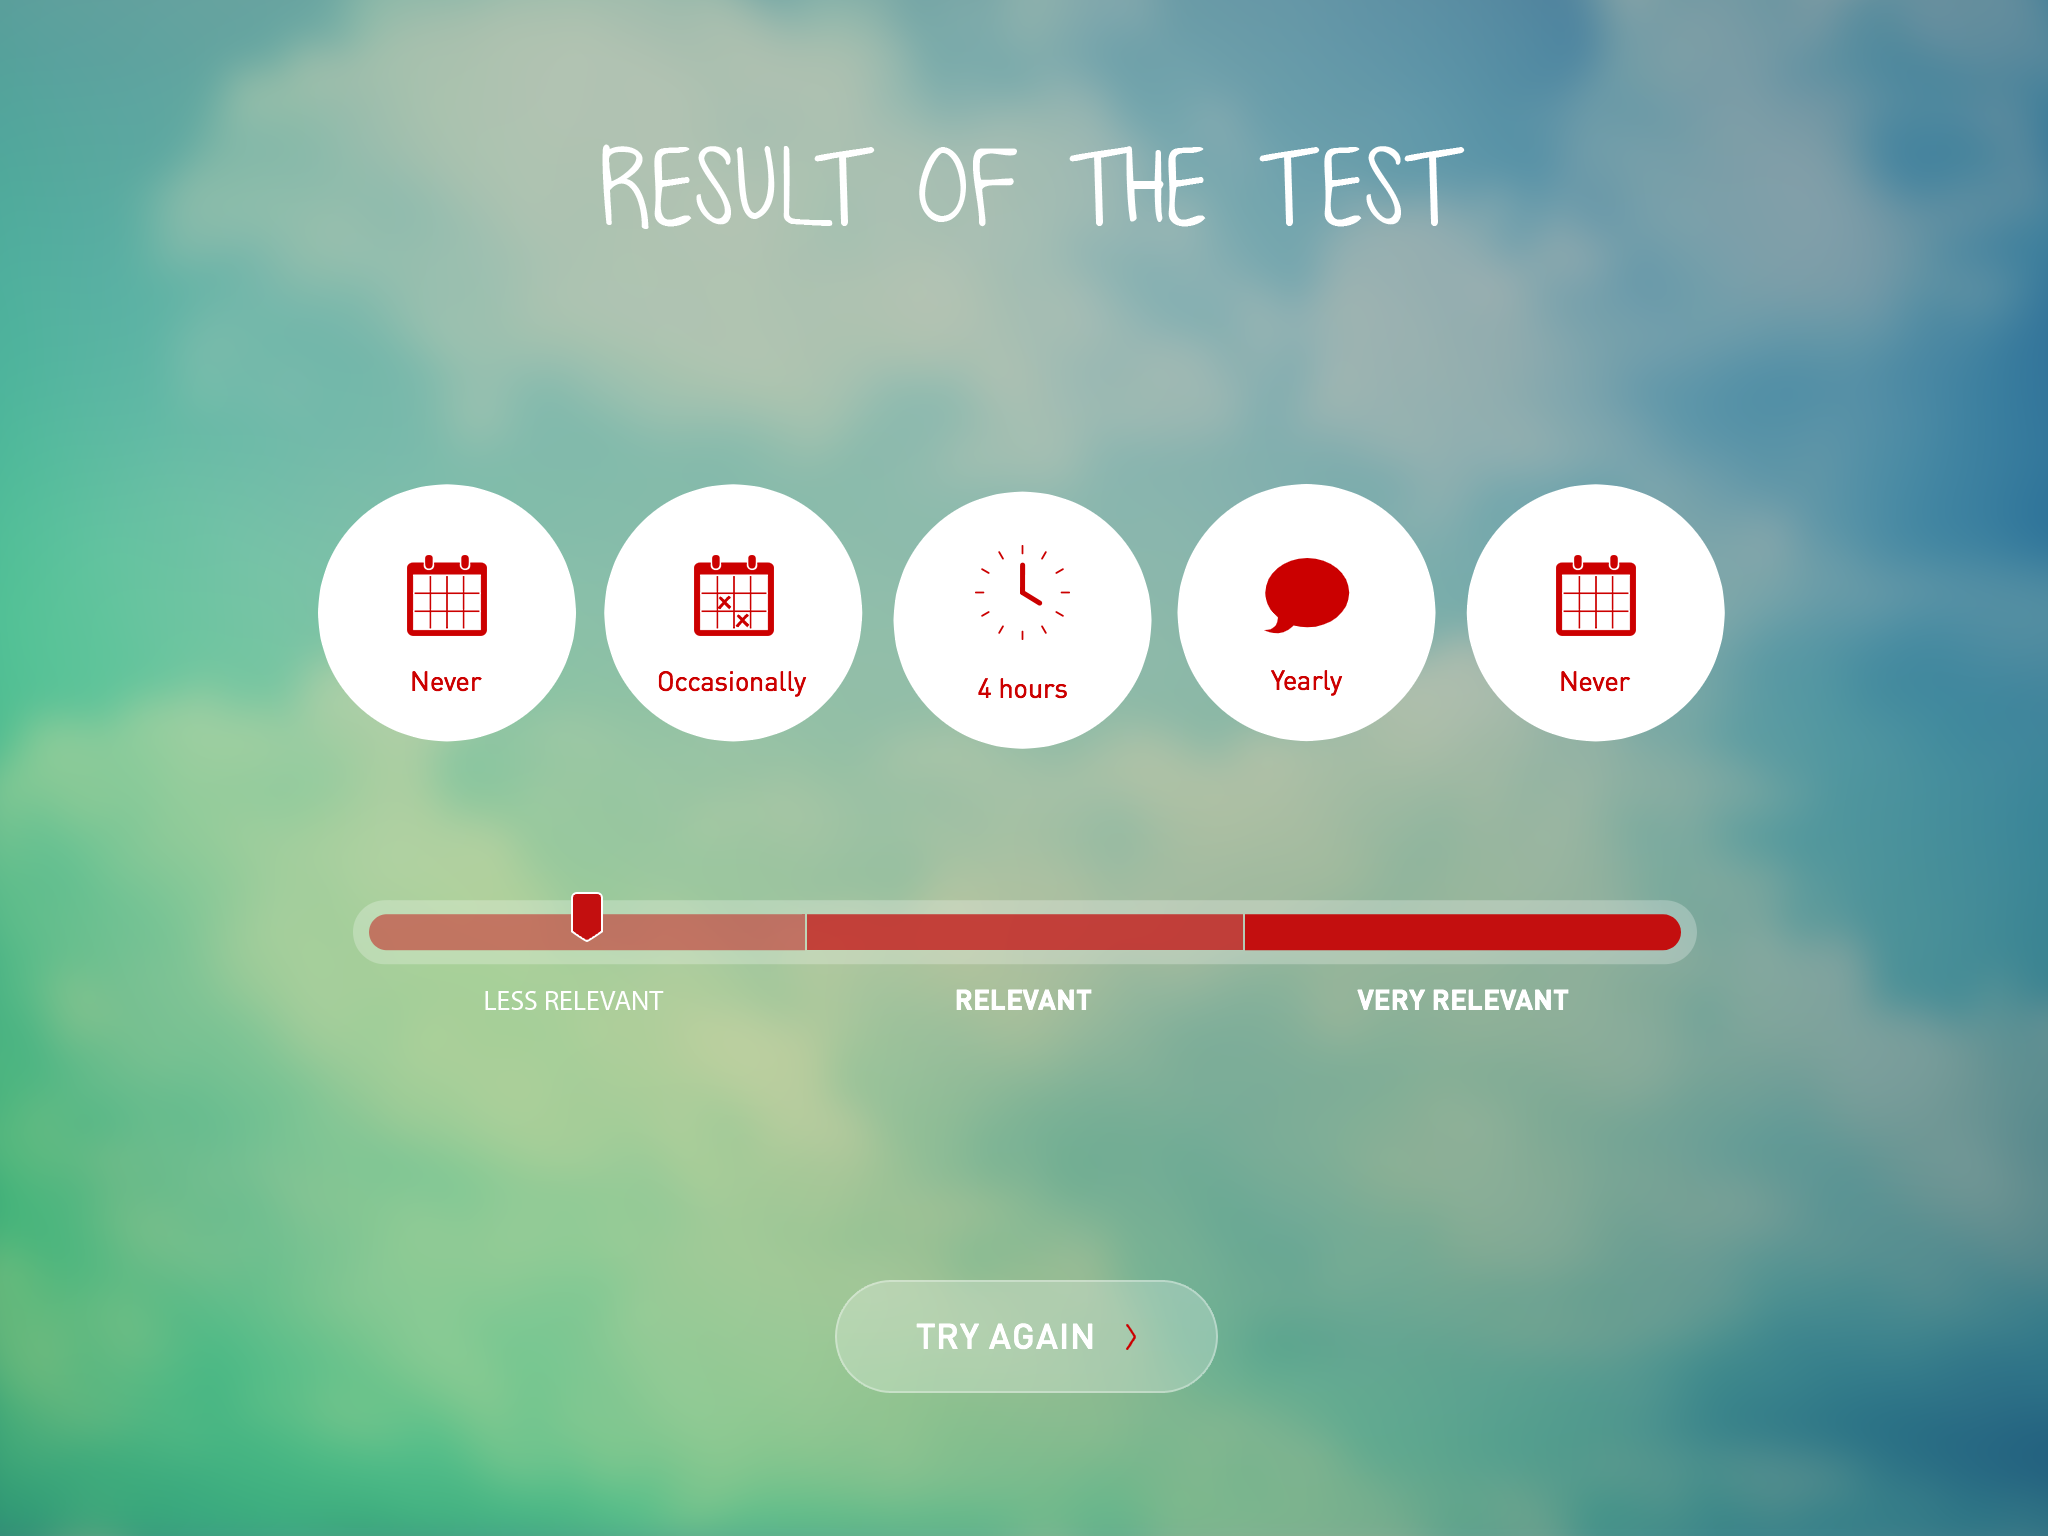 RESULT OF THE TEST
Never
Occasionally
4 hours
Yearly
Never
LESS RELEVANT
RELEVANT
VERY RELEVANT
TRY AGAIN